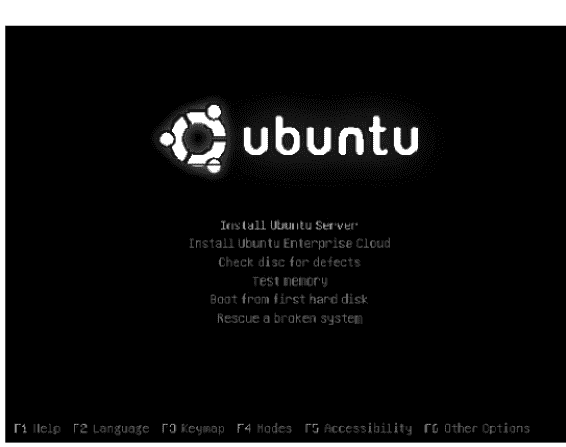 ubuntu
Install Ubuntu Server
Install Ubuntu Enterprise Cloud
Check disc for defects
Test memory
Boot from first hard disk
Rescue a broken system
F1 Help F2 Language F3 Keymap F4 Modes F5 Accessibility F6 Other Options